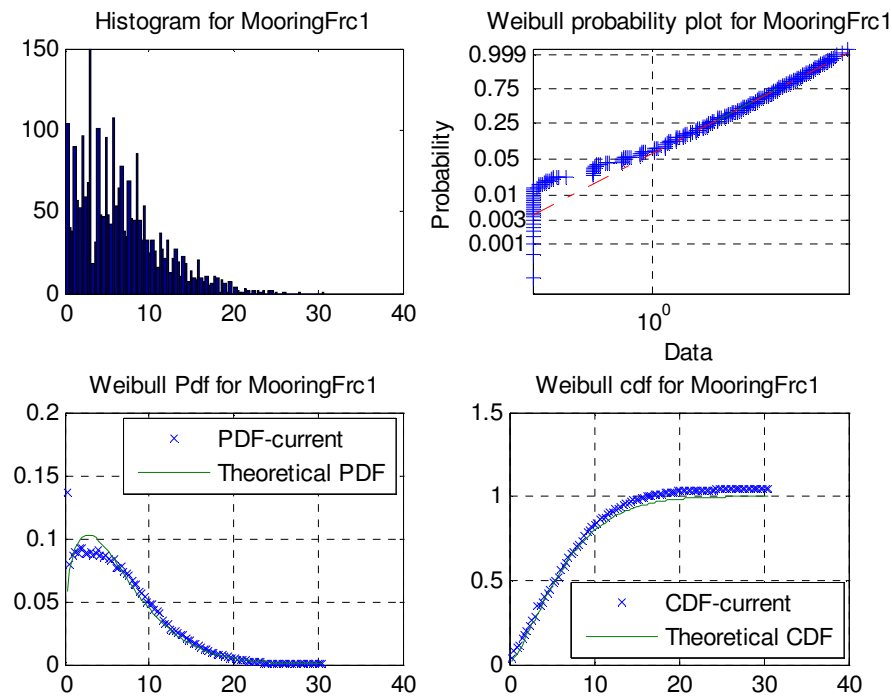 Histogram for MooringFrc1
150
100
50
0
0 10 20 30 40
Weibull probability plot for MooringFrc1
0.999
0.75
0.25
0.05
0.01
0.003
0.001
Probability
10^0
Data
Weibull Pdf for MooringFrc1
0.2
0.15
0.1
0.05
0
PDF-current
Theoretical PDF
0 10 20 30 40
Weibull cdf for MooringFrc1
1.5
1
0.5
0
CDF-current
Theoretical CDF
0 10 20 30 40